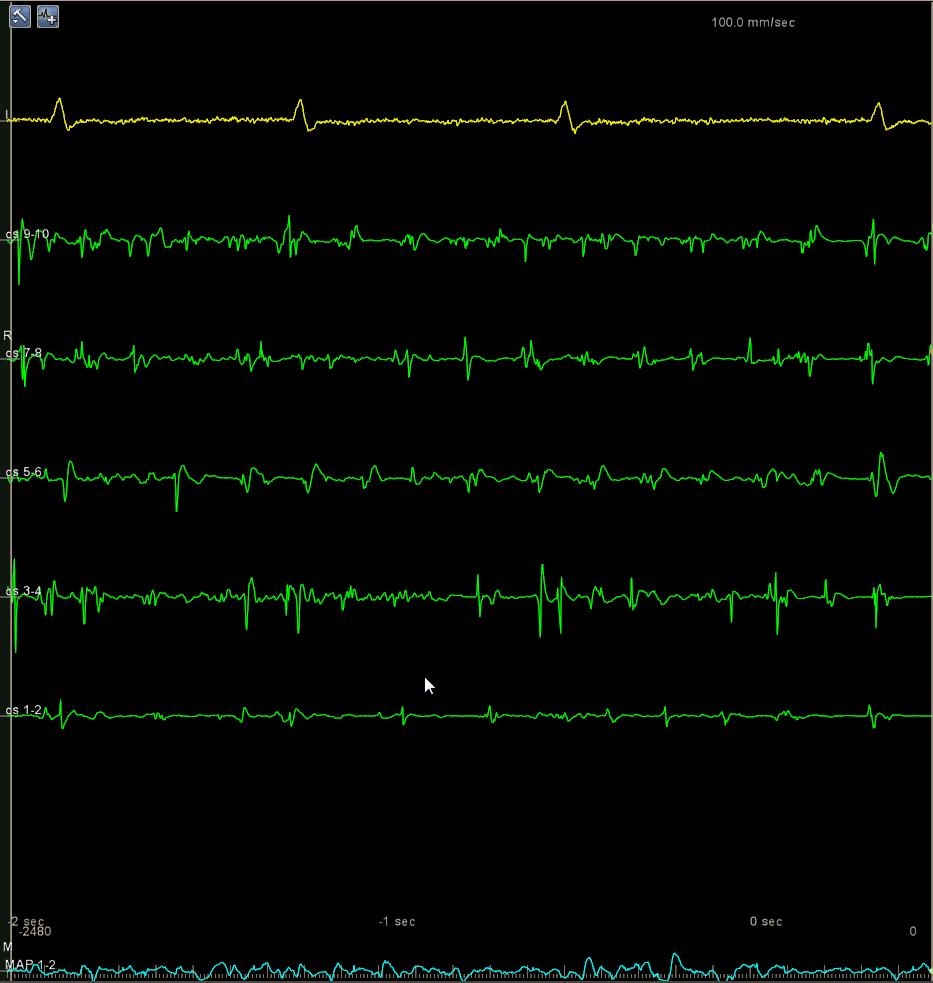 100.0 mm/sec
I
cs 9-10
R
cs 7-8
cs 5-6
cs 3-4
cs 1-2
-2 sec
-1 sec
0 sec
-2480
0
M
MAP 1-2